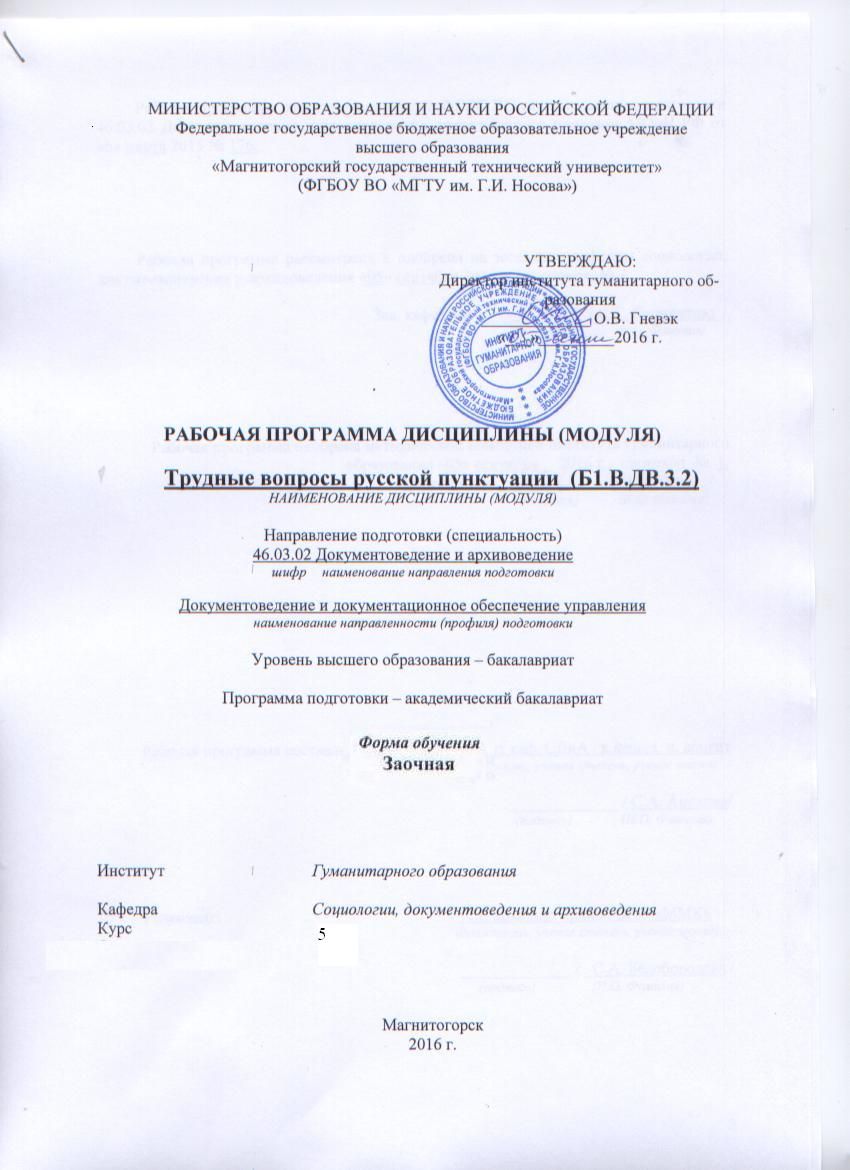 МИНИСТЕРСТВО ОБРАЗОВАНИЯ И НАУКИ РОССИЙСКОЙ ФЕДЕРАЦИИ
Федеральное государственное бюджетное образовательное учреждение
высшего образования
«Магнитогорский государственный технический университет»
(ФГБОУ ВО «МГТУ им. Г.И. Носова»)
УТВЕРЖДАЮ:
Директор института гуманитарного об-
разования
О.В. Гневэк
2016 г.
ИНСТИТУТ
ГУМАНИТАРНОГО
ОБРАЗОВАНИЯ
РАБОЧАЯ ПРОГРАММА ДИСЦИПЛИНЫ (МОДУЛЯ)
Трудные вопросы русской пунктуации (Б1.В.ДВ.3.2)
НАИМЕНОВАНИЕ ДИСЦИПЛИНЫ (МОДУЛЯ)
Направление подготовки (специальность)
46.03.02 Документоведение и архивоведение
шифр наименование направления подготовки
Документоведение и документационное обеспечение управления
наименование направленности (профиля) подготовки
Уровень высшего образования – бакалавриат
Программа подготовки – академический бакалавриат
Форма обучения
Заочная
Институт Гуманитарного образования
Кафедра Социологии, документоведения и архивоведения
Курс 5
Магнитогорск
2016 г.